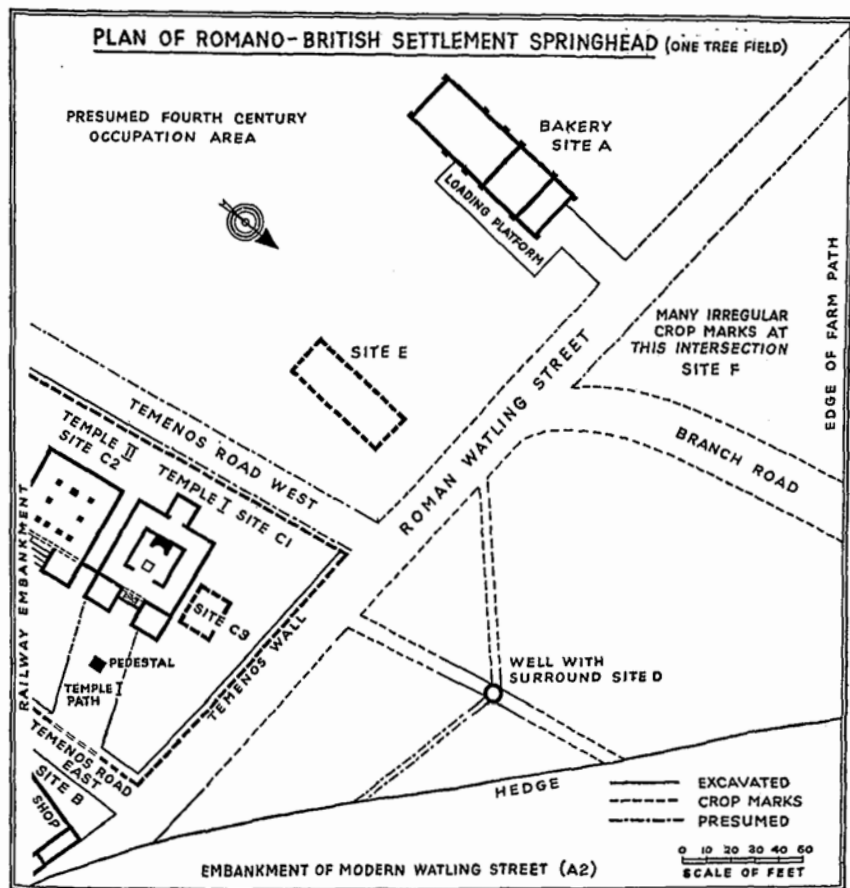 PLAN OF ROMANO-BRITISH SETTLEMENT SPRINGHEAD (ONE TREE FIELD)
PRESUMED FOURTH CENTURY
OCCUPATION AREA
BAKERY
SITE A
LOADING PLATFORM
MANY IRREGULAR
CROP MARKS AT
THIS INTERSECTION
SITE F
EDGE OF FARM PATH
SITE E
ROMAN WATLING STREET
BRANCH ROAD
TEMENOS ROAD WEST
TEMPLE II
SITE C2
TEMPLE I SITE C1
SITE C3
RAILWAY EMBANKMENT
PEDESTAL
TEMPLE I
PATH
TEMENOS WALL
WELL WITH
SURROUND SITE D
TEMENOS ROAD
EAST
SITE B
SHOP
HEDGE
EXCAVATED
CROP MARKS
PRESUMED
0 10 20 30 40 50 60
SCALE OF FEET
EMBANKMENT OF MODERN WATLING STREET (A2)